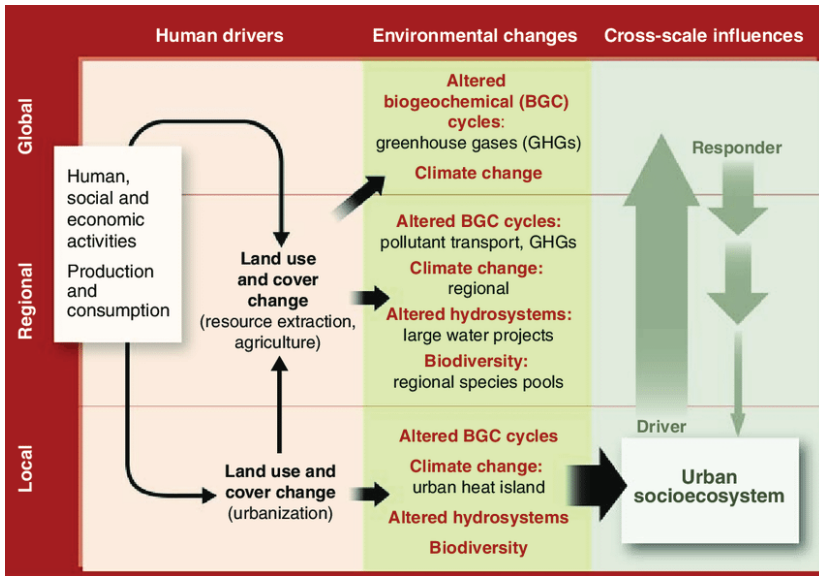 Human drivers
Environmental changes
Cross-scale influences
Global
Regional
Local
Human,
social and
economic
activities
Production and
consumption
Land use
and cover
change
(resource extraction,
agriculture)
Land use and
cover change
(urbanization)
Altered
biogeochemical (BGC)
cycles:
greenhouse gases (GHGs)
Climate change
Altered BGC cycles:
pollutant transport, GHGs
Climate change:
regional
Altered hydrosystems:
large water projects
Biodiversity:
regional species pools
Altered BGC cycles
Climate change:
urban heat island
Altered hydrosystems
Biodiversity
Responder
Driver
Urban
socioecosystem